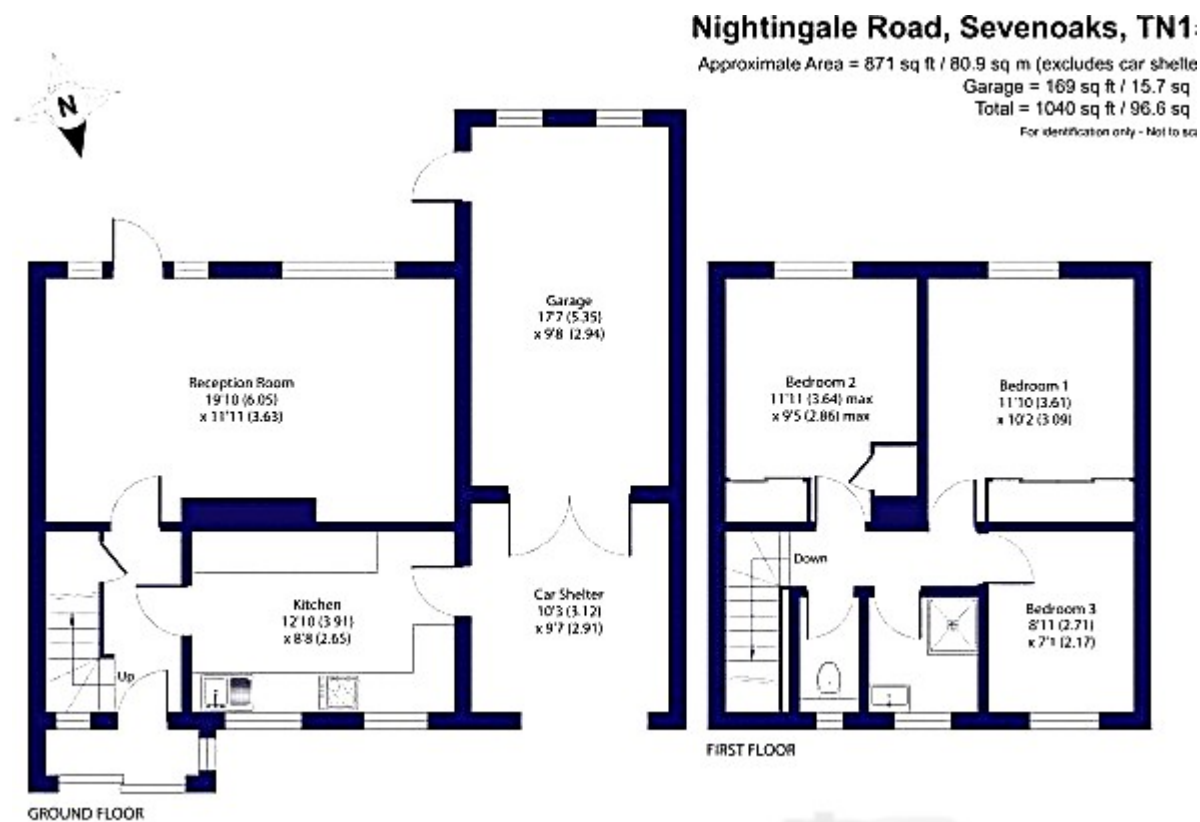 Nightingale Road, Sevenoaks, TN1
Approximate Area = 871 sq ft / 80.9 sq m (excludes car shelte
Garage = 169 sq ft / 15.7 sq
Total = 1040 sq ft / 96.6 sq
For identification only - Not to sca
N
Garage
17'7 (5.35)
x 9'8 (2.94)
Reception Room
19'10 (6.05)
x 11'11 (3.63)
Bedroom 2
11'11 (3.64) max
x 9'5 (2.86) max
Bedroom 1
11'10 (3.61)
x 10'2 (3.09)
Down
Kitchen
12'10 (3.91)
x 8'8 (2.65)
Car Shelter
10'3 (3.12)
x 9'7 (2.91)
Bedroom 3
8'11 (2.71)
x 7'1 (2.17)
Up
FIRST FLOOR
GROUND FLOOR